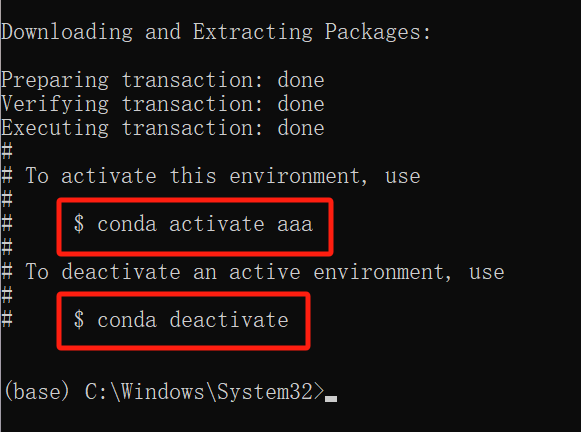 Downloading and Extracting Packages:
Preparing transaction: done
Verifying transaction: done
Executing transaction: done
#
# To activate this environment, use
#
#     $ conda activate aaa
#
# To deactivate an active environment, use
#
#     $ conda deactivate
(base) C:\Windows\System32>